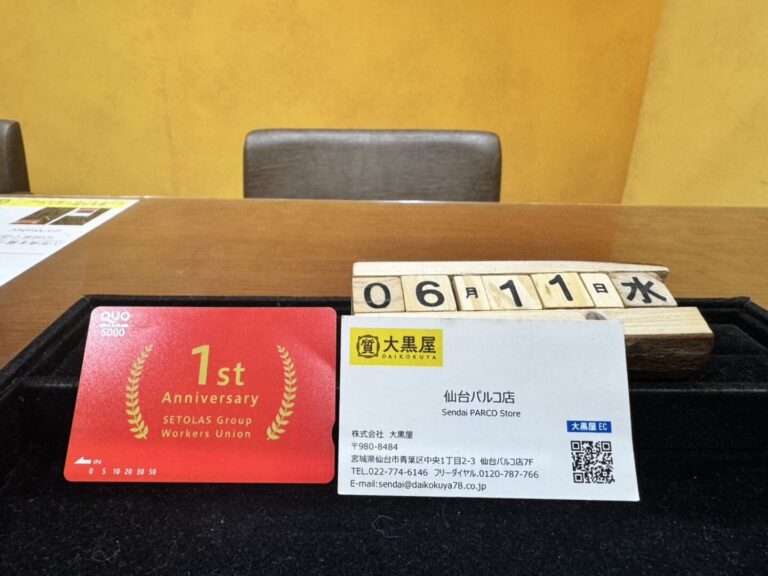 06月11日水
QUO
5000
1st
Anniversary
SETOLAS Group
Workers Union
IN
0 5 10 20 30 50
質 大黒屋
DAIKOKUYA
仙台パルコ店
Sendai PARCO Store
大黒屋 EC
株式会社 大黒屋
〒980-8484
宮城県仙台市青葉区中央1丁目2-3 仙台パルコ店7F
TEL.022-774-6146 フリーダイヤル.0120-787-766
E-mail:sendai@daikokuya78.co.jp